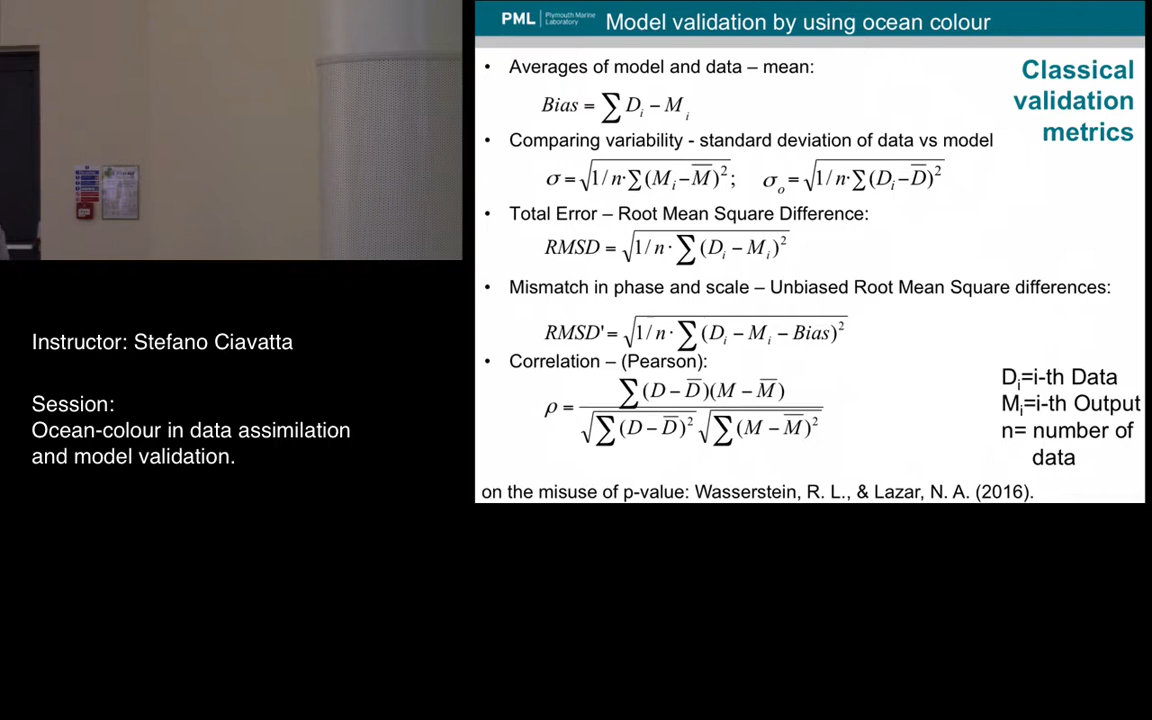 PML | Plymouth Marine Laboratory
Model validation by using ocean colour
Classical
validation
metrics
• Averages of model and data – mean:
Bias = ∑ Dᵢ − Mᵢ
• Comparing variability - standard deviation of data vs model
σ = √(1/n·∑(Mᵢ − M̅)²); σₒ = √(1/n·∑(Dᵢ − D̅)²)
• Total Error – Root Mean Square Difference:
RMSD = √(1/n · ∑(Dᵢ − Mᵢ)²)
• Mismatch in phase and scale – Unbiased Root Mean Square differences:
RMSD' = √(1/n · ∑(Dᵢ − Mᵢ − Bias)²)
• Correlation – (Pearson):
ρ = ∑(D − D̅)(M − M̅) / √(∑(D − D̅)²) √(∑(M − M̅)²)
Dᵢ=i-th Data
Mᵢ=i-th Output
n= number of
data
on the misuse of p-value: Wasserstein, R. L., & Lazar, N. A. (2016).
Instructor: Stefano Ciavatta
Session:
Ocean-colour in data assimilation
and model validation.